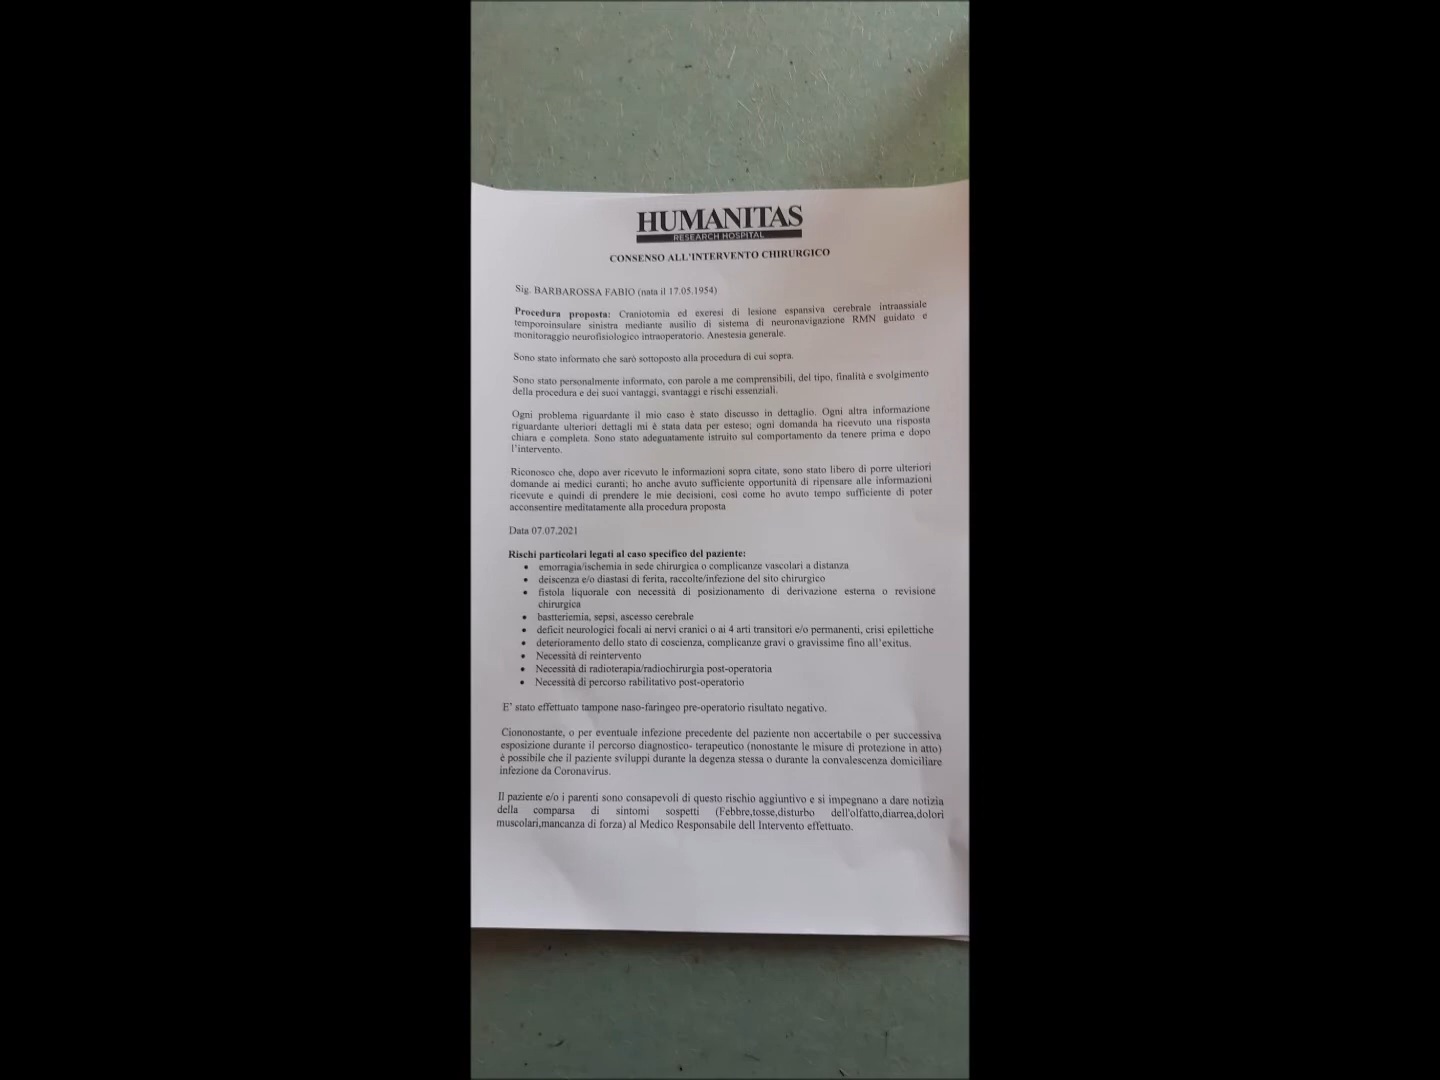 HUMANITAS
RESEARCH HOSPITAL
CONSENSO ALL'INTERVENTO CHIRURGICO
Sig. BARBAROSSA FABIO (nata il 17.05.1954)
Procedura proposta: Craniotomia ed exeresi di lesione espansiva cerebrale intraassiale
temporoinsulare sinistra mediante ausilio di sistema di neuronavigazione RMN guidato e
monitoraggio neurofisiologico intraoperatorio. Anestesia generale.
Sono stato informato che sarò sottoposto alla procedura di cui sopra.
Sono stato personalmente informato, con parole a me comprensibili, del tipo, finalità e svolgimento
della procedura e dei suoi vantaggi, svantaggi e rischi essenziali.
Ogni problema riguardante il mio caso è stato discusso in dettaglio. Ogni altra informazione
riguardante ulteriori dettagli mi è stata data per esteso; ogni domanda ha ricevuto una risposta
chiara e completa. Sono stato adeguatamente istruito sul comportamento da tenere prima e dopo
l'intervento.
Riconosco che, dopo aver ricevuto le informazioni sopra citate, sono stato libero di porre ulteriori
domande ai medici curanti; ho anche avuto sufficiente opportunità di ripensare alle informazioni
ricevute e quindi di prendere le mie decisioni, così come ho avuto tempo sufficiente di poter
acconsentire meditatamente alla procedura proposta
Data 07.07.2021
Rischi particolari legati al caso specifico del paziente:
• emorragia/ischemia in sede chirurgica o complicanze vascolari a distanza
• deiscenza e/o diastasi di ferita, raccolte/infezione del sito chirurgico
• fistola liquorale con necessità di posizionamento di derivazione esterna o revisione
chirurgica
• bastteriemia, sepsi, ascesso cerebrale
• deficit neurologici focali ai nervi cranici o ai 4 arti transitori e/o permanenti, crisi epilettiche
• deterioramento dello stato di coscienza, complicanze gravi o gravissime fino all'exitus.
• Necessità di reintervento
• Necessità di radioterapia/radiochirurgia post-operatoria
• Necessità di percorso rabilitativo post-operatorio
E' stato effettuato tampone naso-faringeo pre-operatorio risultato negativo.
Ciononostante, o per eventuale infezione precedente del paziente non accertabile o per successiva
esposizione durante il percorso diagnostico- terapeutico (nonostante le misure di protezione in atto)
è possibile che il paziente sviluppi durante la degenza stessa o durante la convalescenza domiciliare
infezione da Coronavirus.
Il paziente e/o i parenti sono consapevoli di questo rischio aggiuntivo e si impegnano a dare notizia
della comparsa di sintomi sospetti (Febbre,tosse,disturbo dell'olfatto,diarrea,dolori
muscolari,mancanza di forza) al Medico Responsabile dell Intervento effettuato.